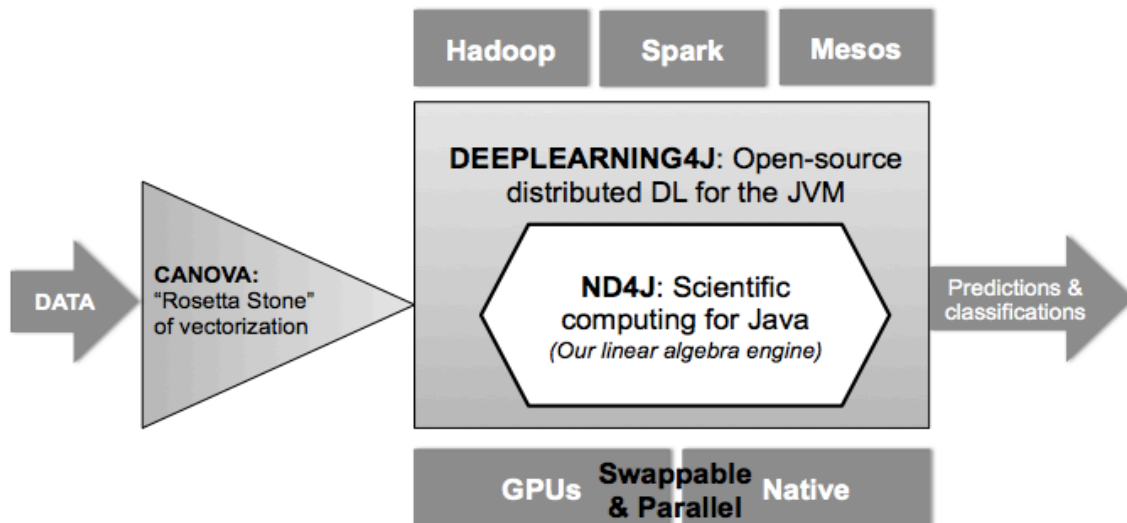 Hadoop
Spark
Mesos
DEEPLEARNING4J: Open-source
distributed DL for the JVM
DATA
CANOVA:
“Rosetta Stone”
of vectorization
ND4J: Scientific
computing for Java
(Our linear algebra engine)
Predictions &
classifications
GPUs
Swappable
& Parallel
Native